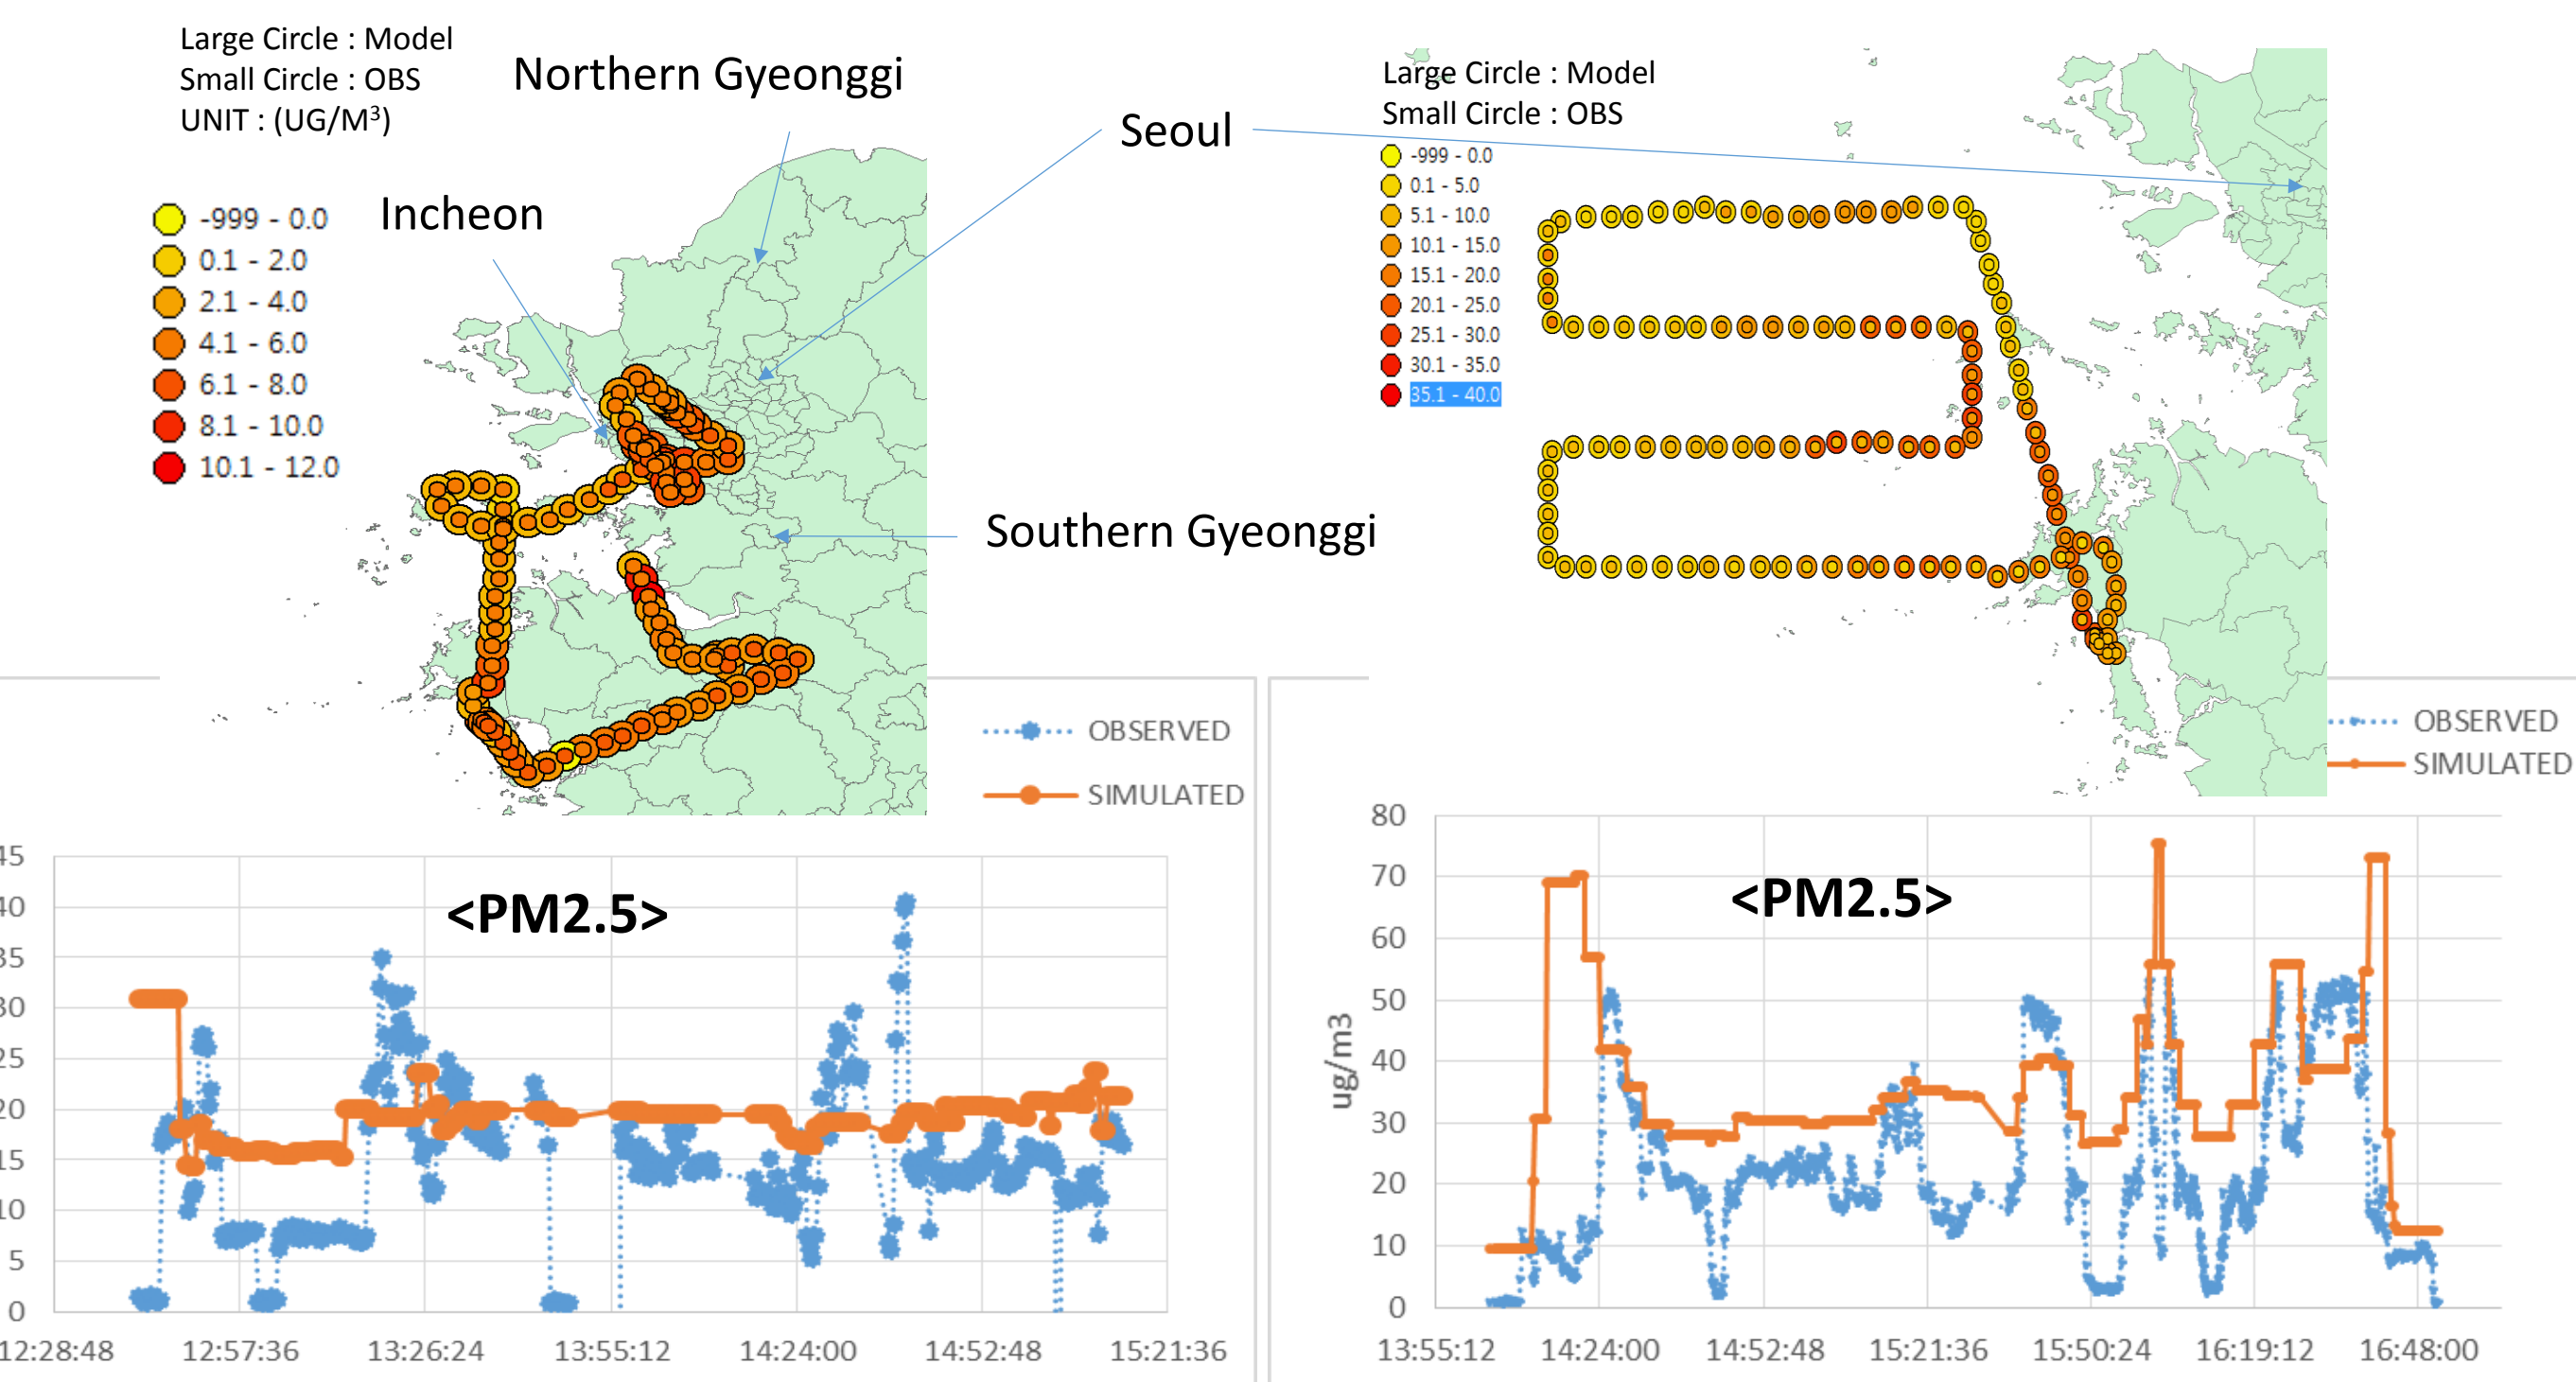 Large Circle : Model
Small Circle : OBS
UNIT : (UG/M³)
Northern Gyeonggi
Seoul
Incheon
Southern Gyeonggi
-999 - 0.0
0.1 - 2.0
2.1 - 4.0
4.1 - 6.0
6.1 - 8.0
8.1 - 10.0
10.1 - 12.0
Large Circle : Model
Small Circle : OBS
-999 - 0.0
0.1 - 5.0
5.1 - 10.0
10.1 - 15.0
15.1 - 20.0
20.1 - 25.0
25.1 - 30.0
30.1 - 35.0
35.1 - 40.0
OBSERVED
SIMULATED
<PM2.5>
45
40
35
30
25
20
15
10
5
0
12:28:48 12:57:36 13:26:24 13:55:12 14:24:00 14:52:48 15:21:36
OBSERVED
SIMULATED
<PM2.5>
ug/m3
80
70
60
50
40
30
20
10
0
13:55:12 14:24:00 14:52:48 15:21:36 15:50:24 16:19:12 16:48:00